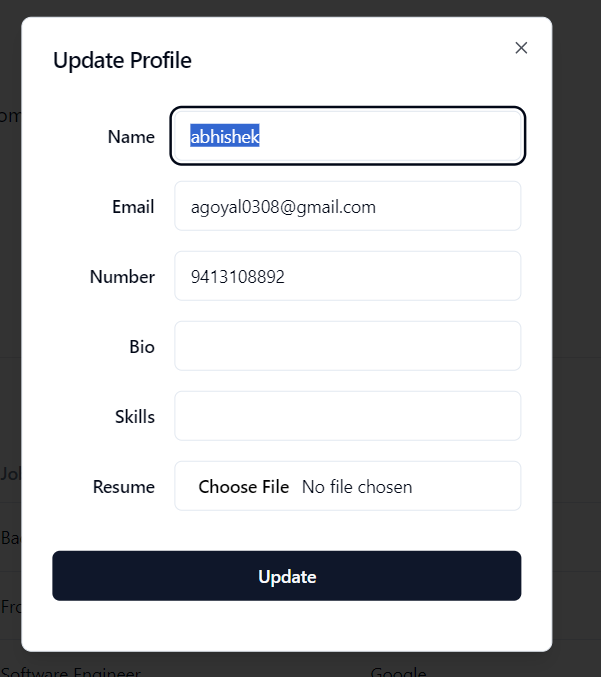 Update Profile
om
Name abhishek
Email agoyal0308@gmail.com
Number 9413108892
Bio
Skills
Jo
Resume Choose File No file chosen
Ba
Update
Fro
Software Engineer Google